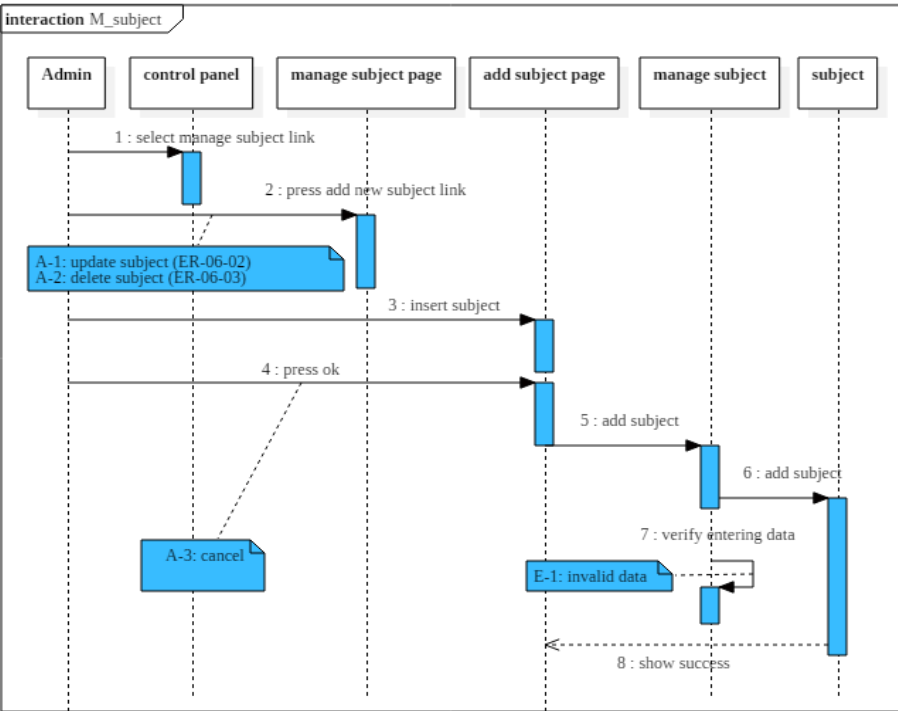 interaction M_subject
Admin
control panel
manage subject page
add subject page
manage subject
subject
1 : select manage subject link
2 : press add new subject link
A-1: update subject (ER-06-02)
A-2: delete subject (ER-06-03)
3 : insert subject
4 : press ok
5 : add subject
6 : add subject
7 : verify entering data
A-3: cancel
E-1: invalid data
8 : show success